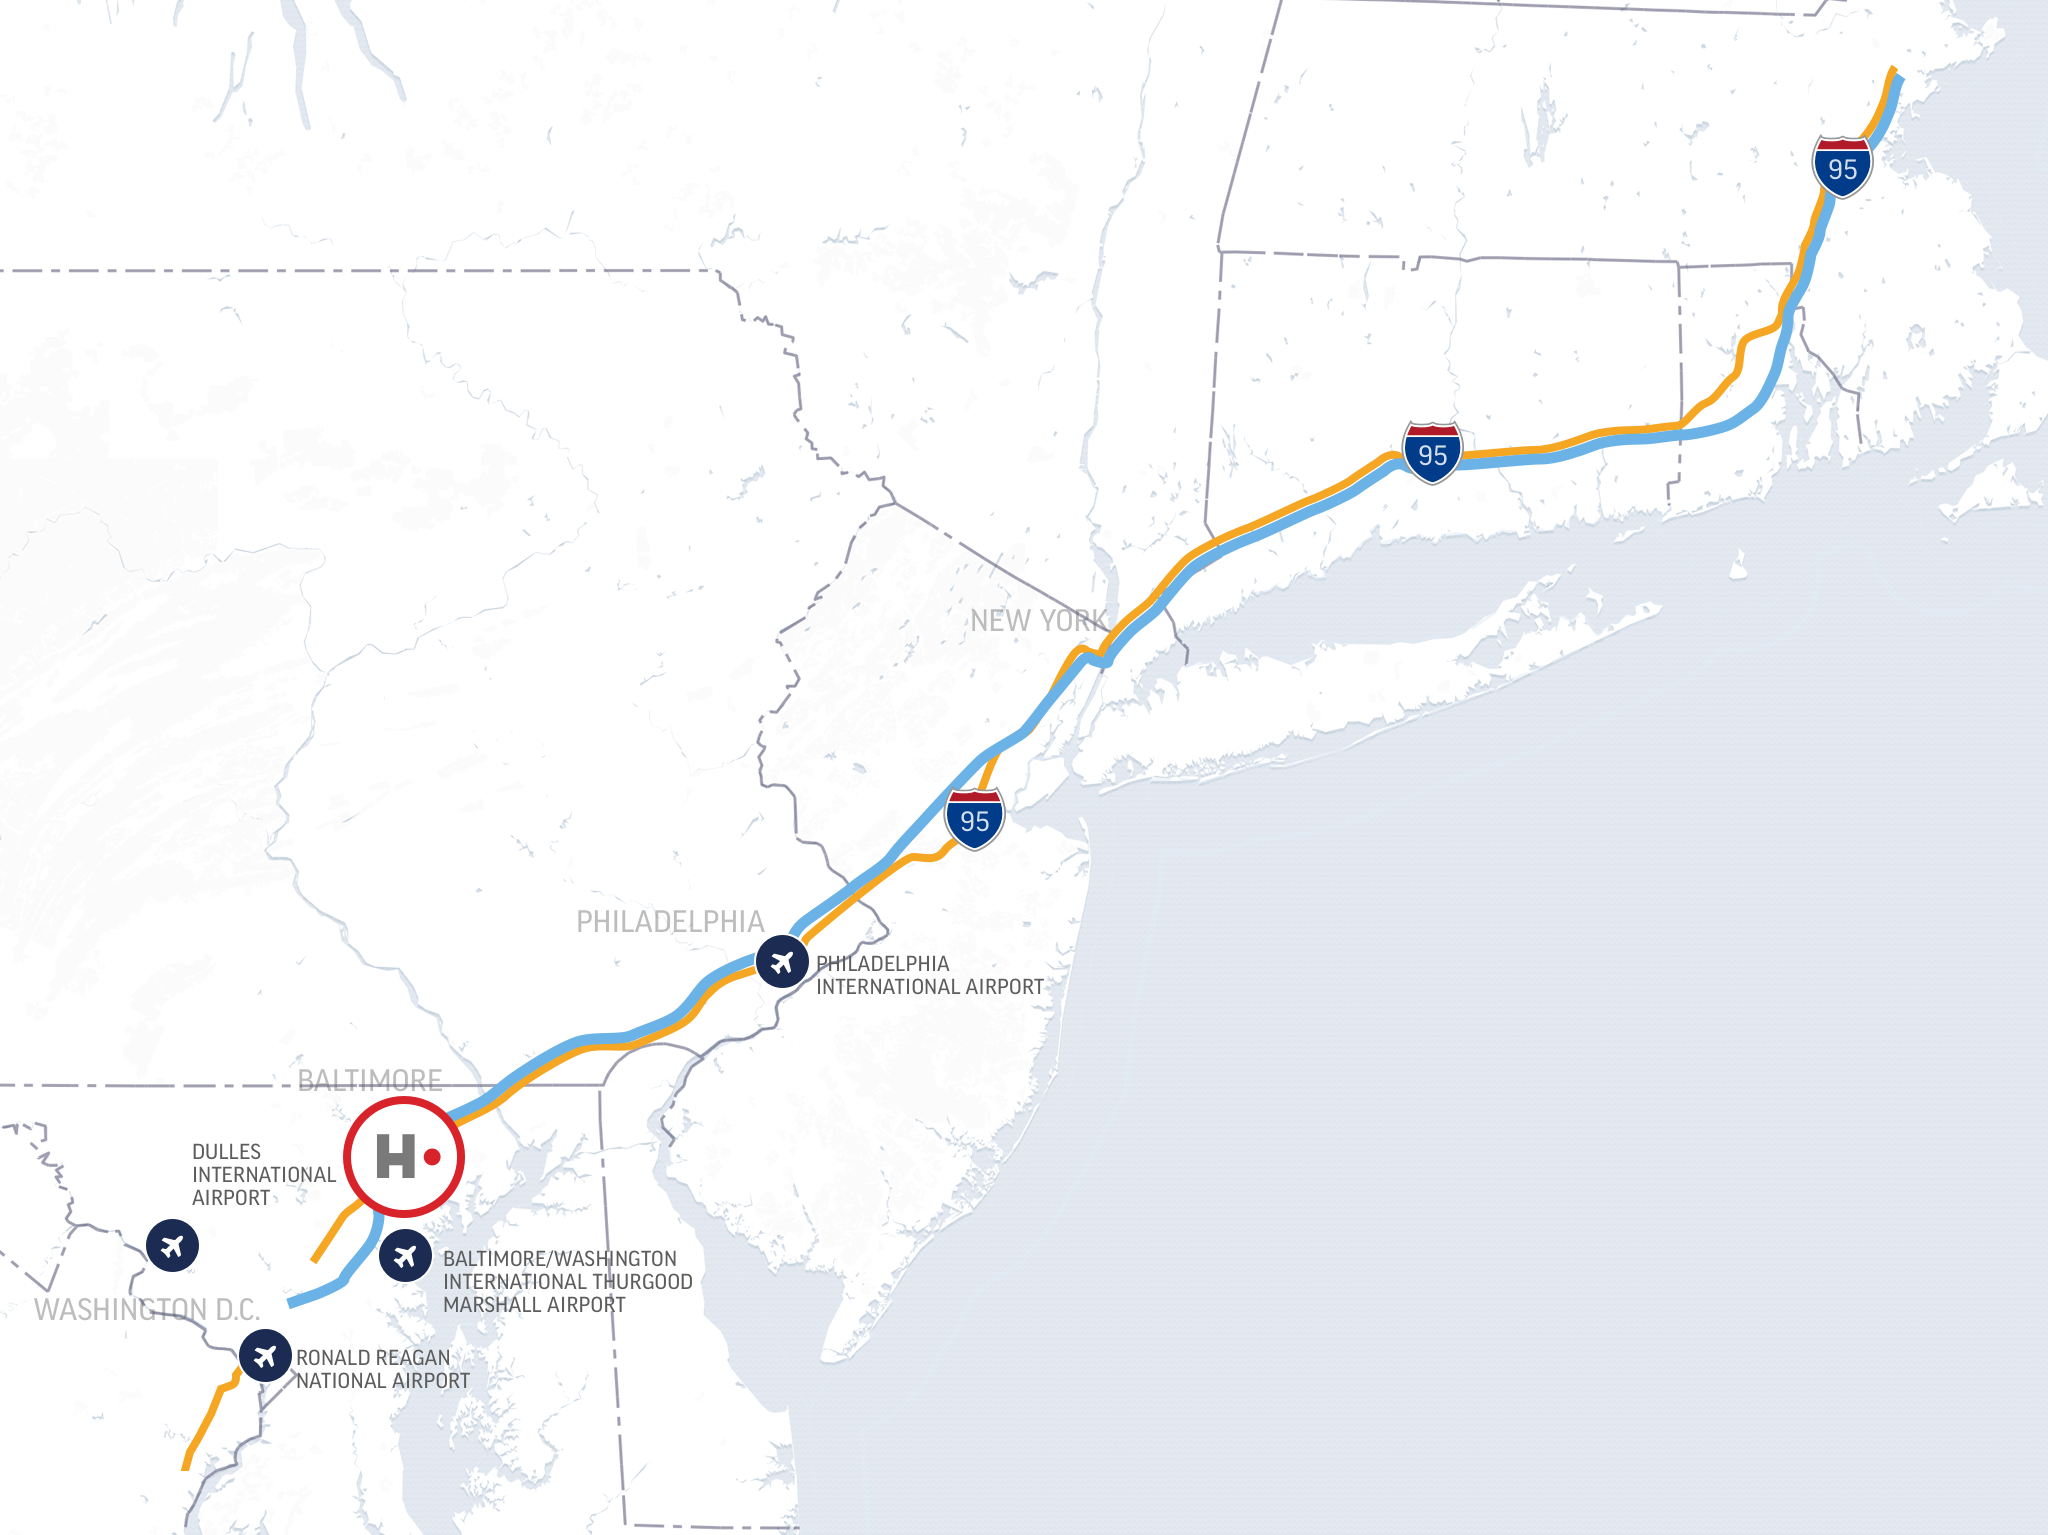 95
95
NEW YORK
95
PHILADELPHIA
PHILADELPHIA
INTERNATIONAL AIRPORT
BALTIMORE
H
DULLES
INTERNATIONAL
AIRPORT
BALTIMORE/WASHINGTON
INTERNATIONAL THURGOOD
MARSHALL AIRPORT
WASHINGTON D.C.
RONALD REAGAN
NATIONAL AIRPORT